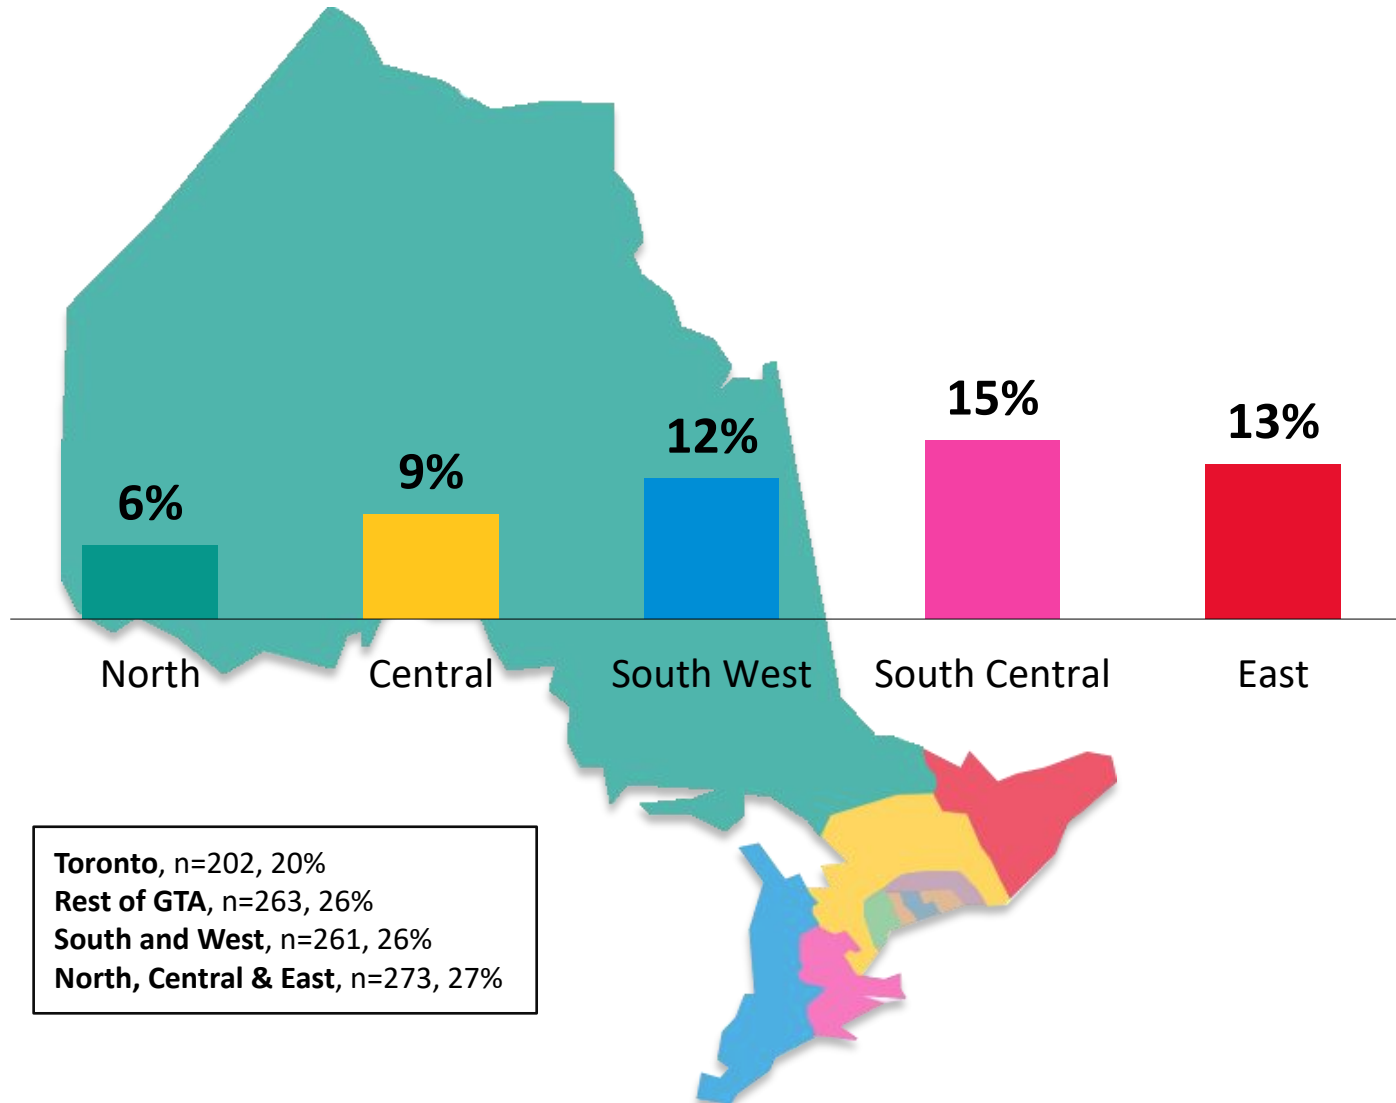 6%
9%
12%
15%
13%
North
Central
South West
South Central
East
Toronto, n=202, 20%
Rest of GTA, n=263, 26%
South and West, n=261, 26%
North, Central & East, n=273, 27%